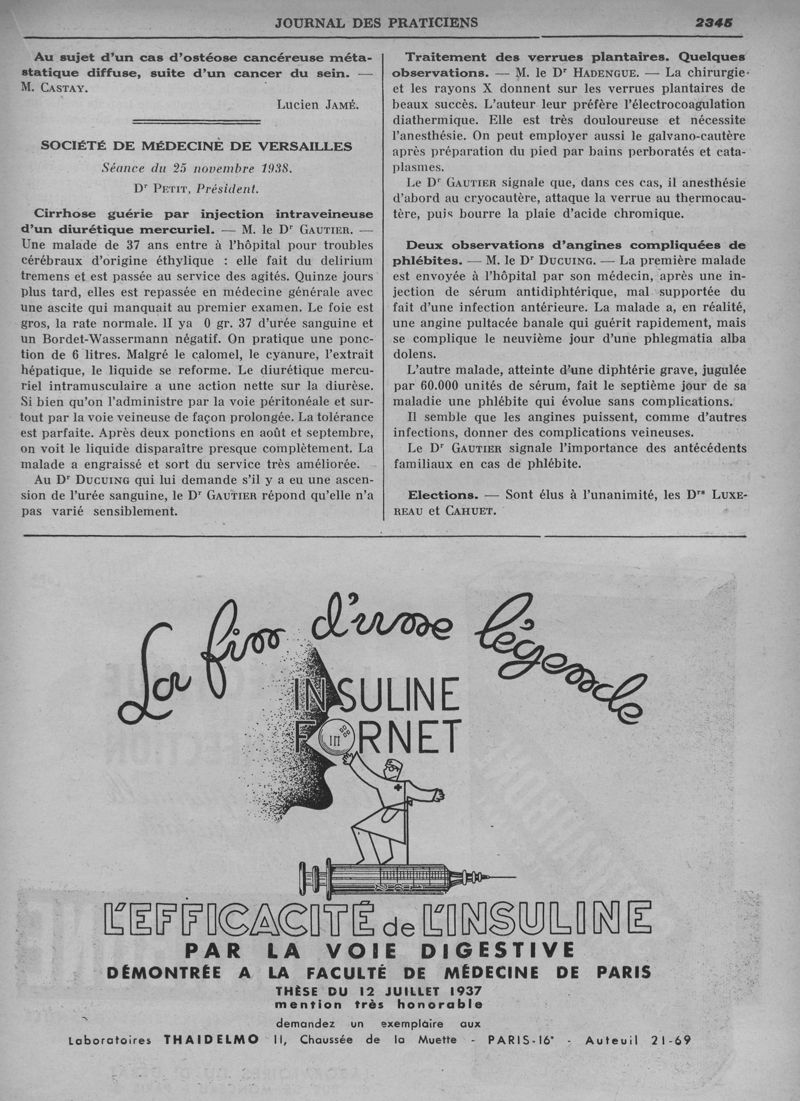 JOURNAL DES PRATICIENS 2345
Au sujet d'un cas d'ostéose cancéreuse méta-
statique diffuse, suite d'un cancer du sein. —
M. CASTAY.
Lucien JAMÉ.
SOCIÉTÉ DE MÉDECINE DE VERSAILLES
Séance du 25 novembre 1938.
Dr PETIT, Président.
Cirrhose guérie par injection intraveineuse
d'un diurétique mercuriel. — M. le Dr GAUTIER. —
Une malade de 37 ans entre à l'hôpital pour troubles
cérébraux d'origine éthylique : elle fait du delirium
tremens et est passée au service des agités. Quinze jours
plus tard, elles est repassée en médecine générale avec
une ascite qui manquait au premier examen. Le foie est
gros, la rate normale. Il ya 0 gr. 37 d'urée sanguine et
un Bordet-Wassermann négatif. On pratique une ponc-
tion de 6 litres. Malgré le calomel, le cyanure, l'extrait
hépatique, le liquide se reforme. Le diurétique mercu-
riel intramusculaire a une action nette sur la diurèse.
Si bien qu'on l'administre par la voie péritonéale et sur-
tout par la voie veineuse de façon prolongée. La tolérance
est parfaite. Après deux ponctions en août et septembre,
on voit le liquide disparaître presque complètement. La
malade a engraissé et sort du service très améliorée.
Au Dr DUCUING qui lui demande s'il y a eu une ascen-
sion de l'urée sanguine, le Dr GAUTIER répond qu'elle n'a
pas varié sensiblement.
Traitement des verrues plantaires. Quelques
observations. — M. le Dr HADENGUE. — La chirurgie
et les rayons X donnent sur les verrues plantaires de
beaux succès. L'auteur leur préfère l'électrocoagulation
diathermique. Elle est très douloureuse et nécessite
l'anesthésie. On peut employer aussi le galvano-cautère
après préparation du pied par bains perboratés et cata-
plasmes.
Le Dr GAUTIER signale que, dans ces cas, il anesthésie
d'abord au cryocautère, attaque la verrue au thermocau-
tère, puis bourre la plaie d'acide chromique.
Deux observations d'angines compliquées de
phlébites. — M. le Dr DUCUING. — La première malade
est envoyée à l'hôpital par son médecin, après une in-
jection de sérum antidiphtérique, mal supportée du
fait d'une infection antérieure. La malade a, en réalité,
une angine pultacée banale qui guérit rapidement, mais
se complique le neuvième jour d'une phlegmatia alba
dolens.
L'autre malade, atteinte d'une diphtérie grave, jugulée
par 60.000 unités de sérum, fait le septième jour de sa
maladie une phlébite qui évolue sans complications.
Il semble que les angines puissent, comme d'autres
infections, donner des complications veineuses.
Le Dr GAUTIER signale l'importance des antécédents
familiaux en cas de phlébite.
Elections. — Sont élus à l'unanimité, les Drs LUXE-
REAU et CAHUET.
La fin d'une légende
INSULINE
FORNET
L'EFFICACITÉ de L'INSULINE
PAR LA VOIE DIGESTIVE
DÉMONTRÉE A LA FACULTÉ DE MÉDECINE DE PARIS
THÈSE DU 12 JUILLET 1937
mention très honorable
demandez un exemplaire aux
Laboratoires THAIDELMO 11, Chaussée de la Muette - PARIS-16e - Auteuil 21-69